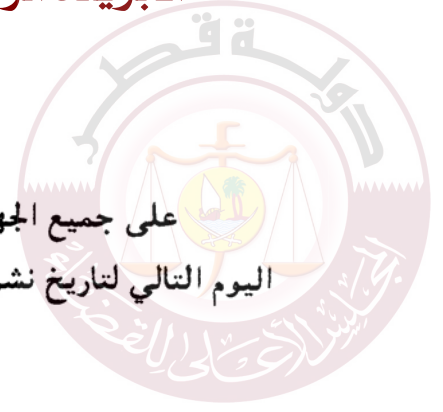 دولة قطر
على جميع
اليوم التالي لتاريخ
المجلس الأعلى للقضاء